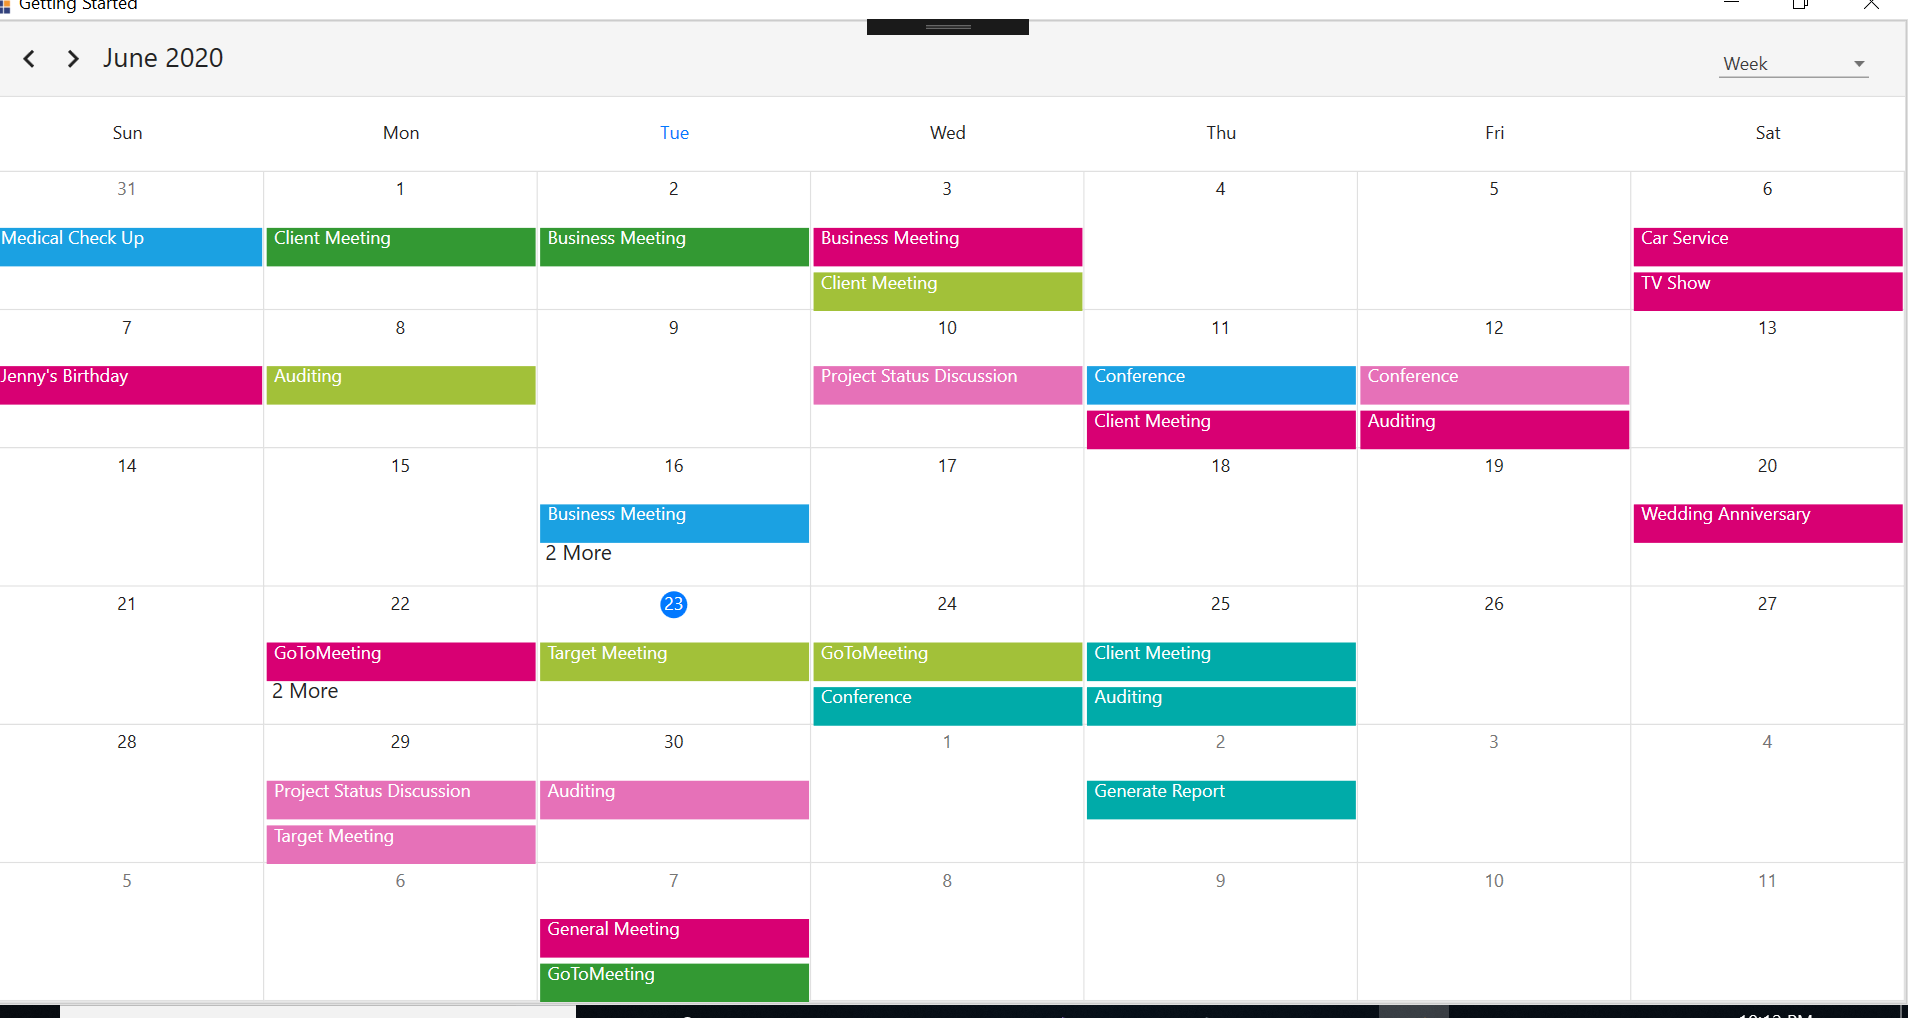 Getting Started
June 2020
Week
Sun Mon Tue Wed Thu Fri Sat
31 1 2 3 4 5 6
Medical Check Up Client Meeting Business Meeting Business Meeting Car Service
Client Meeting TV Show
7 8 9 10 11 12 13
Jenny's Birthday Auditing Project Status Discussion Conference Conference
Client Meeting Auditing
14 15 16 17 18 19 20
Business Meeting Wedding Anniversary
2 More
21 22 23 24 25 26 27
GoToMeeting Target Meeting GoToMeeting Client Meeting
2 More Conference Auditing
28 29 30 1 2 3 4
Project Status Discussion Auditing Generate Report
Target Meeting
5 6 7 8 9 10 11
General Meeting
GoToMeeting